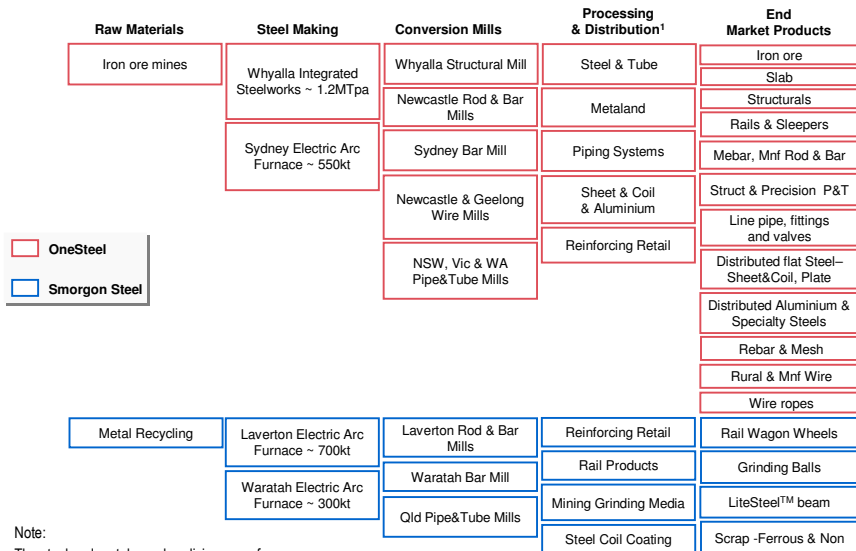 Raw Materials
Steel Making
Conversion Mills
Processing
& Distribution¹
End
Market Products
Iron ore mines
Whyalla Integrated
Steelworks ~ 1.2MTpa
Sydney Electric Arc
Furnace ~ 550kt
Whyalla Structural Mill
Newcastle Rod & Bar
Mills
Sydney Bar Mill
Newcastle & Geelong
Wire Mills
NSW, Vic & WA
Pipe&Tube Mills
Steel & Tube
Metaland
Piping Systems
Sheet & Coil
& Aluminium
Reinforcing Retail
Iron ore
Slab
Structurals
Rails & Sleepers
Mebar, Mnf Rod & Bar
Struct & Precision P&T
Line pipe, fittings
and valves
Distributed flat Steel–
Sheet&Coil, Plate
Distributed Aluminium &
Specialty Steels
Rebar & Mesh
Rural & Mnf Wire
Wire ropes
OneSteel
Smorgon Steel
Metal Recycling
Laverton Electric Arc
Furnace ~ 700kt
Waratah Electric Arc
Furnace ~ 300kt
Laverton Rod & Bar
Mills
Waratah Bar Mill
Qld Pipe&Tube Mills
Reinforcing Retail
Rail Products
Mining Grinding Media
Steel Coil Coating
Rail Wagon Wheels
Grinding Balls
LiteSteel™ beam
Scrap -Ferrous & Non
Note: